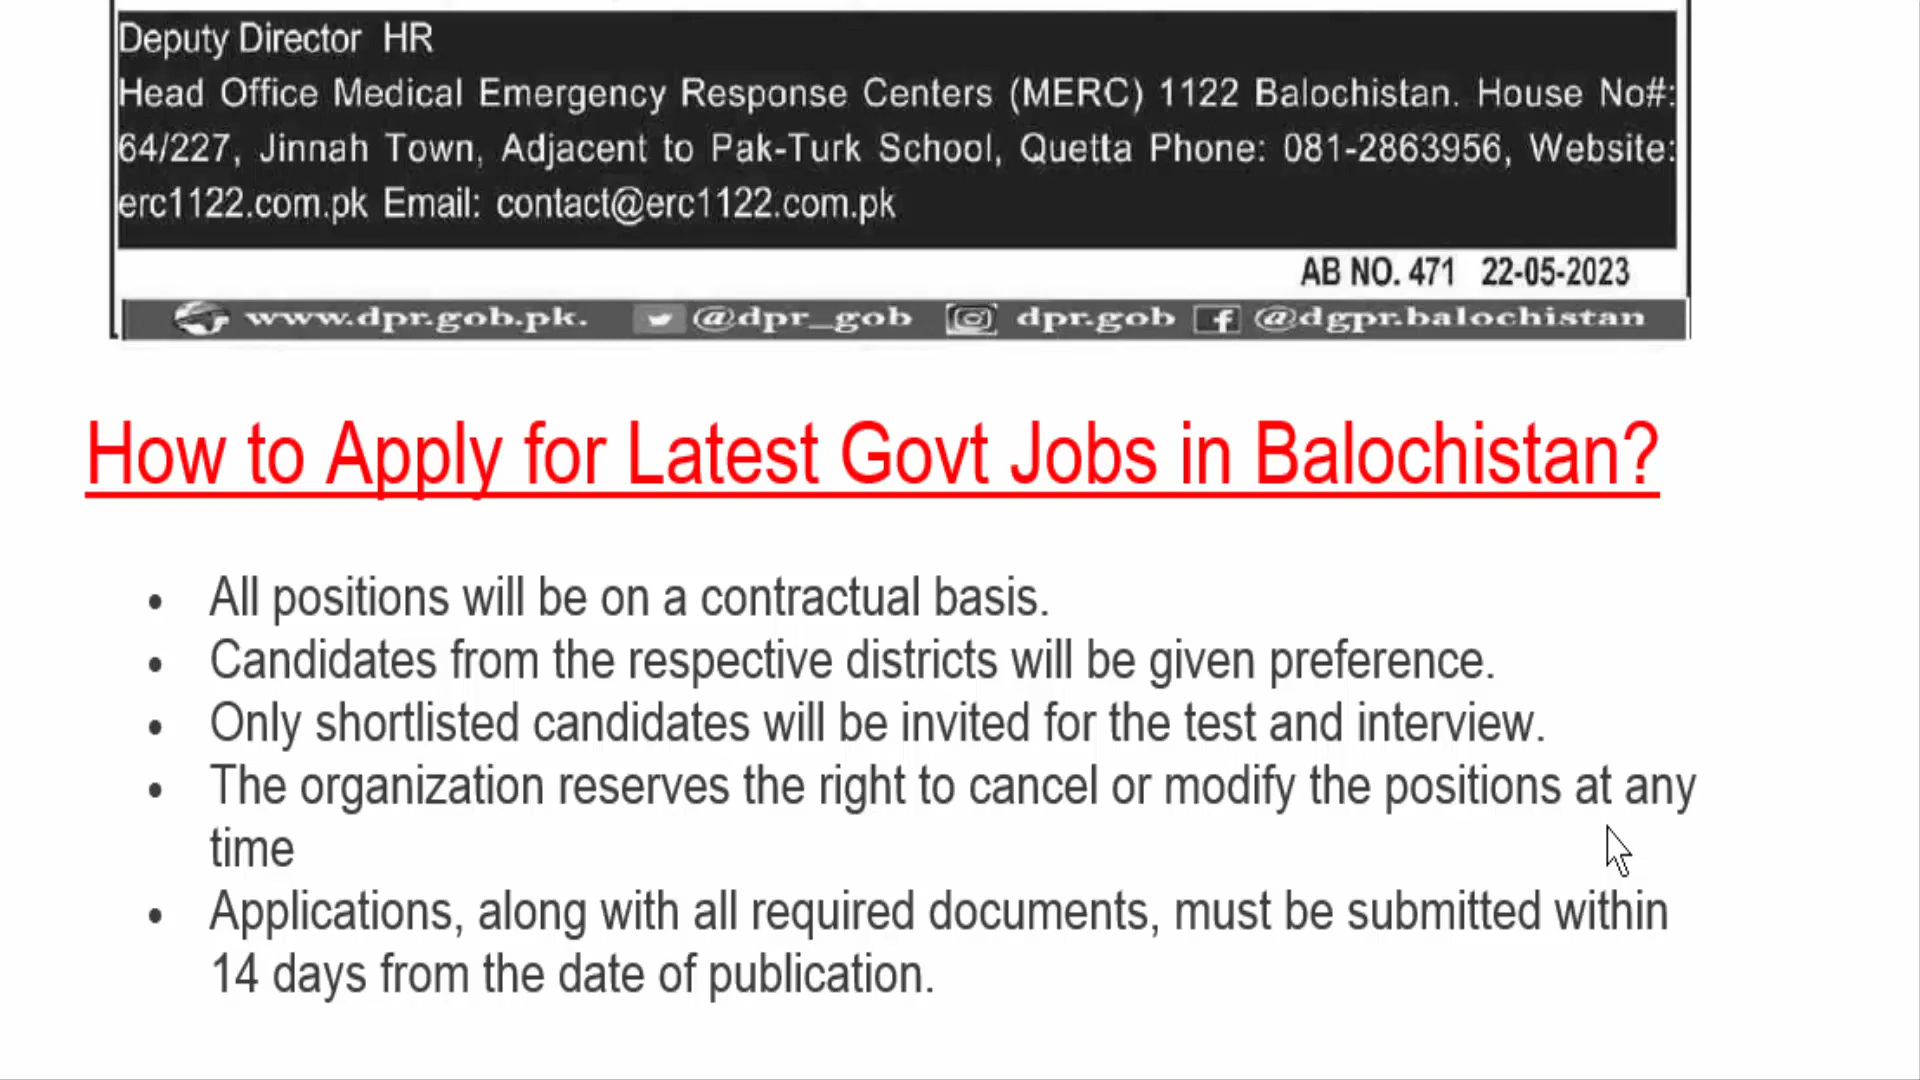 Deputy Director HR
Head Office Medical Emergency Response Centers (MERC) 1122 Balochistan. House No#:
64/227, Jinnah Town, Adjacent to Pak-Turk School, Quetta Phone: 081-2863956, Website:
erc1122.com.pk Email: contact@erc1122.com.pk
AB NO. 471 22-05-2023
www.dpr.gob.pk. @dpr_gob dpr.gob @dgpr.balochistan
How to Apply for Latest Govt Jobs in Balochistan?
• All positions will be on a contractual basis.
• Candidates from the respective districts will be given preference.
• Only shortlisted candidates will be invited for the test and interview.
• The organization reserves the right to cancel or modify the positions at any
time
• Applications, along with all required documents, must be submitted within
14 days from the date of publication.